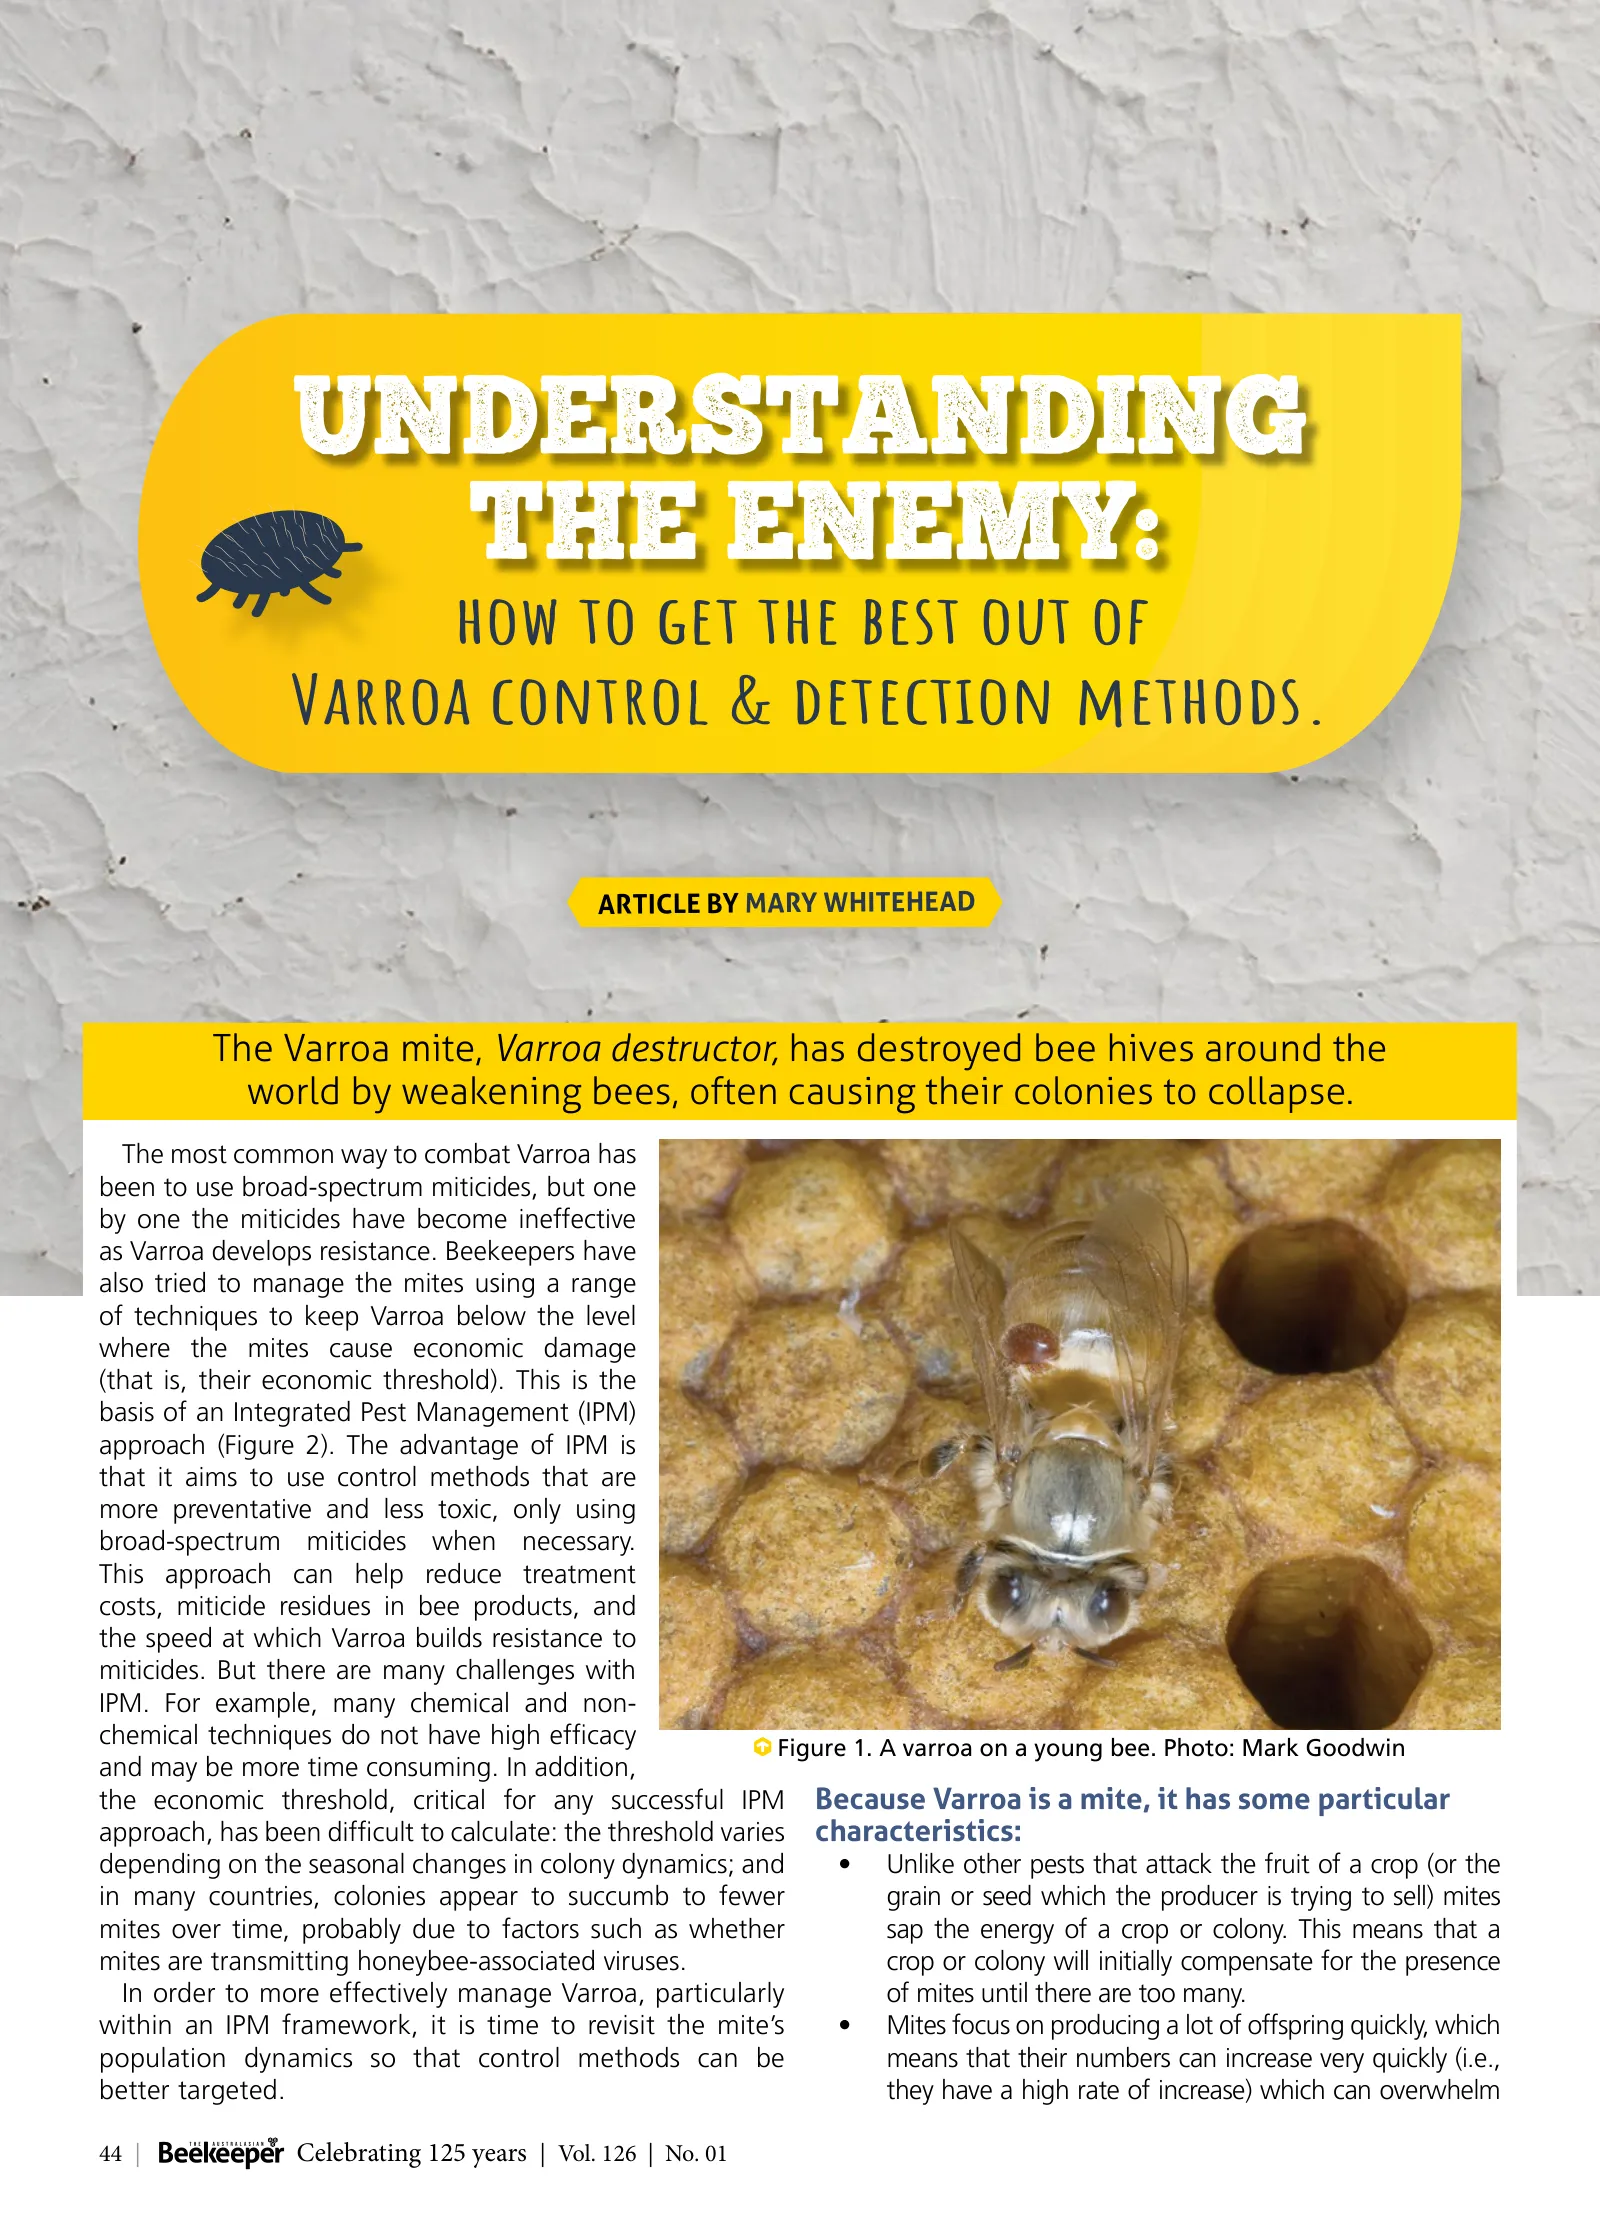 UNDERSTANDING
THE ENEMY:
HOW TO GET THE BEST OUT OF
VARROA CONTROL & DETECTION METHODS.
ARTICLE BY MARY WHITEHEAD
The Varroa mite, Varroa destructor, has destroyed bee hives around the
world by weakening bees, often causing their colonies to collapse.
The most common way to combat Varroa has
been to use broad-spectrum miticides, but one
by one the miticides have become ineffective
as Varroa develops resistance. Beekeepers have
also tried to manage the mites using a range
of techniques to keep Varroa below the level
where the mites cause economic damage
(that is, their economic threshold). This is the
basis of an Integrated Pest Management (IPM)
approach (Figure 2). The advantage of IPM is
that it aims to use control methods that are
more preventative and less toxic, only using
broad-spectrum miticides when necessary.
This approach can help reduce treatment
costs, miticide residues in bee products, and
the speed at which Varroa builds resistance to
miticides. But there are many challenges with
IPM. For example, many chemical and non-
chemical techniques do not have high efficacy
and may be more time consuming. In addition,
the economic threshold, critical for any successful IPM
approach, has been difficult to calculate: the threshold varies
depending on the seasonal changes in colony dynamics; and
in many countries, colonies appear to succumb to fewer
mites over time, probably due to factors such as whether
mites are transmitting honeybee-associated viruses.
In order to more effectively manage Varroa, particularly
within an IPM framework, it is time to revisit the mite's
population dynamics so that control methods can be
better targeted.
Figure 1. A varroa on a young bee. Photo: Mark Goodwin
Because Varroa is a mite, it has some particular
characteristics:
• Unlike other pests that attack the fruit of a crop (or the
grain or seed which the producer is trying to sell) mites
sap the energy of a crop or colony. This means that a
crop or colony will initially compensate for the presence
of mites until there are too many.
• Mites focus on producing a lot of offspring quickly, which
means that their numbers can increase very quickly (i.e.,
they have a high rate of increase) which can overwhelm
44 | THE AUSTRALASIAN Beekeeper Celebrating 125 years | Vol. 126 | No. 01